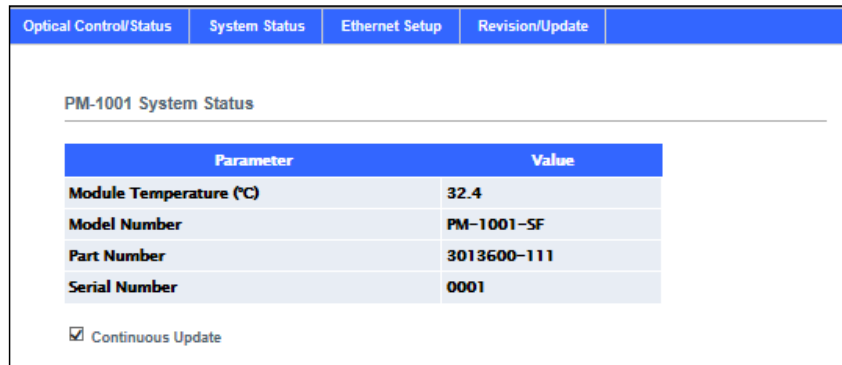 Optical Control/Status System Status Ethernet Setup Revision/Update
PM-1001 System Status
Parameter Value
Module Temperature (°C) 32.4
Model Number PM-1001-SF
Part Number 3013600-111
Serial Number 0001
Continuous Update